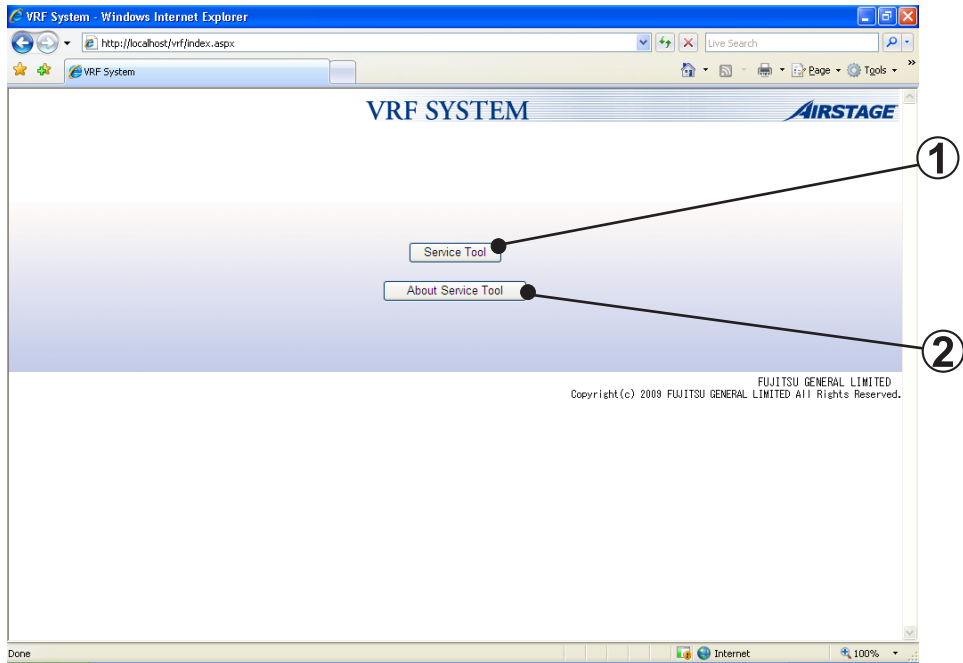 VRF System - Windows Internet Explorer
http://localhost/vrf/index.aspx
Live Search
VRF System
Page
Tools
VRF SYSTEM
AIRSTAGE
1
Service Tool
About Service Tool
2
FUJITSU GENERAL LIMITED
Copyright(c) 2009 FUJITSU GENERAL LIMITED All Rights Reserved.
Done
Internet
100%